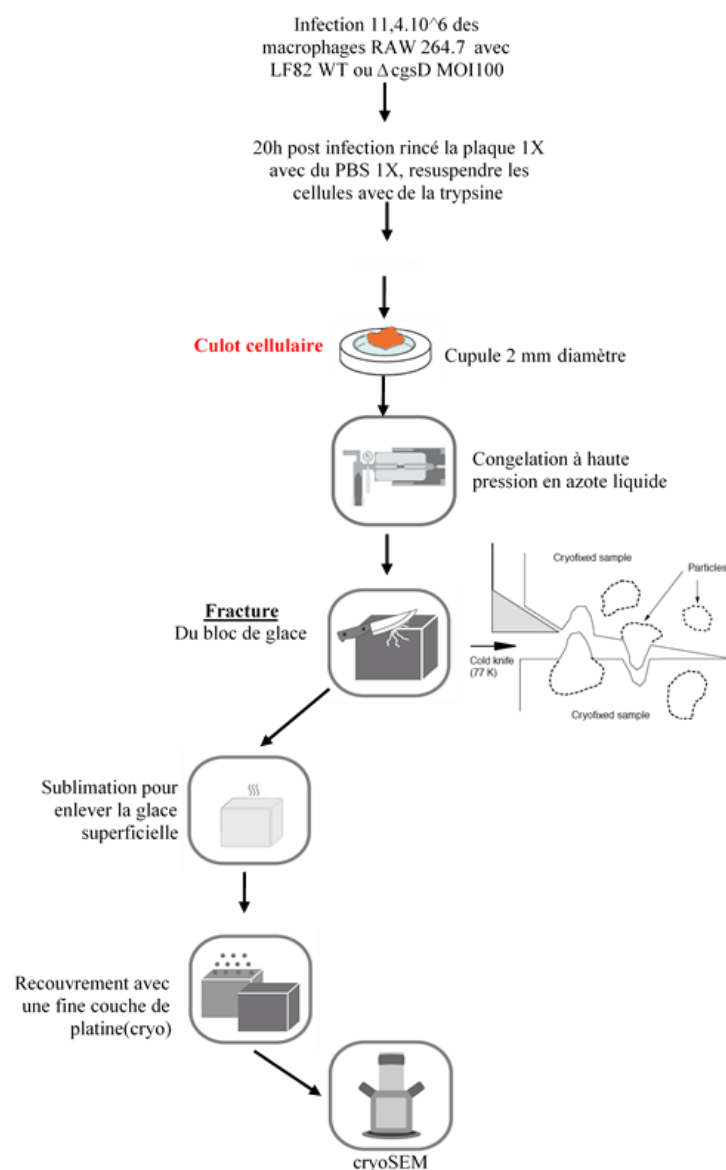 Infection 11,4.10^6 des
macrophages RAW 264.7 avec
LF82 WT ou ΔcgsD MOI100
20h post infection rincé la plaque 1X
avec du PBS 1X, resuspendre les
cellules avec de la trypsine
Culot cellulaire
Cupule 2 mm diamètre
Congelation à haute
pression en azote liquide
Fracture
Du bloc de glace
Cryofixed sample
Particles
Cold knife
(77 K)
Cryofixed sample
Sublimation pour
enlever la glace
superficielle
Recouvrement avec
une fine couche de
platine(cryo)
cryoSEM